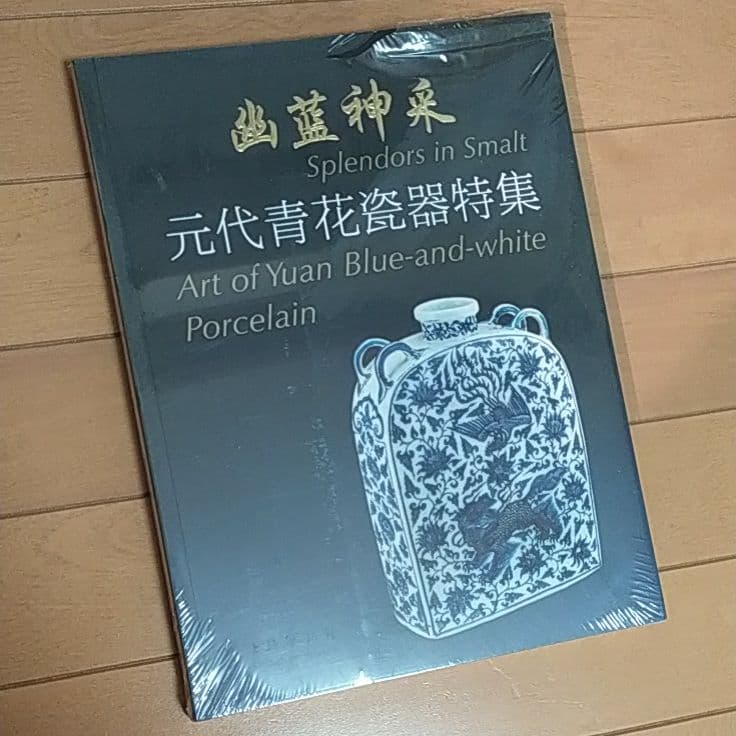 幽蓝神采
Splendors in Smalt
元代青花瓷器特集
Art of Yuan Blue-and-white
Porcelain